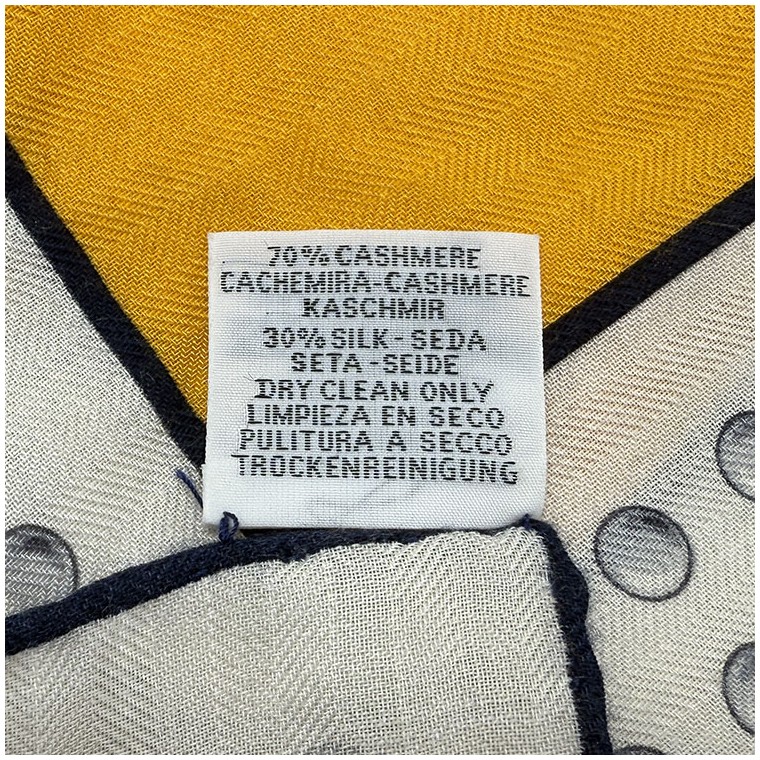 70% CASHMERE
CACHEMIRA-CASHMERE
KASCHMIR
30% SILK - SEDA
SETA - SEIDE
DRY CLEAN ONLY
LIMPIEZA EN SECO
PULITURA A SECCO
TROCKENREINIGUNG